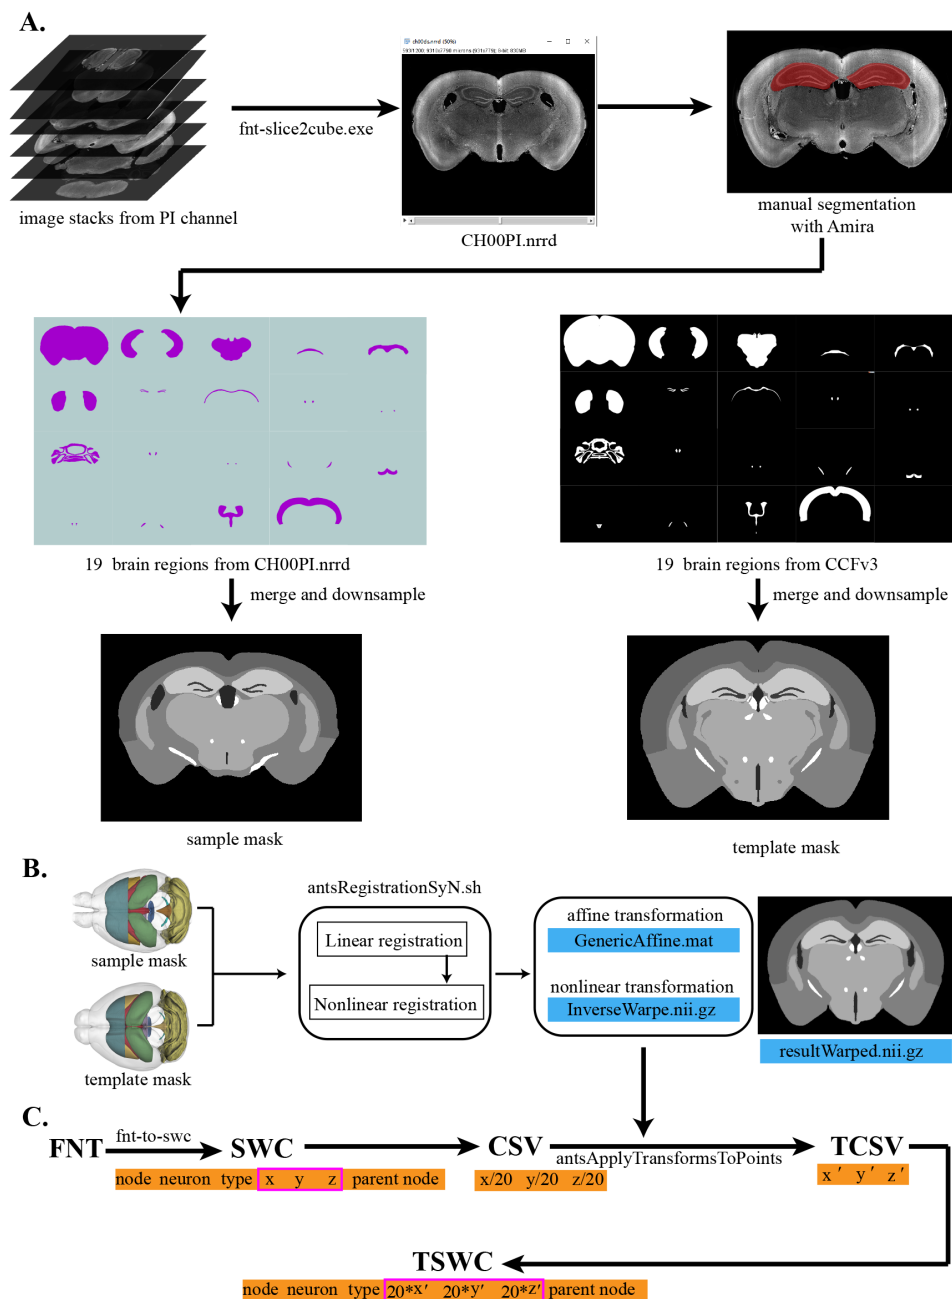 A.
fnt-slice2cube.exe
image stacks from PI channel
CH00PI.nrrd
manual segmentation
with Amira
19 brain regions from CH00PI.nrrd
19 brain regions from CCFv3
merge and downsample
merge and downsample
sample mask
template mask
B.
sample mask
template mask
antsRegistrationSyN.sh
Linear registration
Nonlinear registration
affine transformation
GenericAffine.mat
nonlinear transformation
InverseWarpe.nii.gz
resultWarped.nii.gz
C.
FNT
fnt-to-swc
SWC
CSV
antsApplyTransformsToPoints
TCSV
node neuron type x y z parent node
x/20 y/20 z/20
x′ y′ z′
TSWC
node neuron type 20*x′ 20*y′ 20*z′ parent node